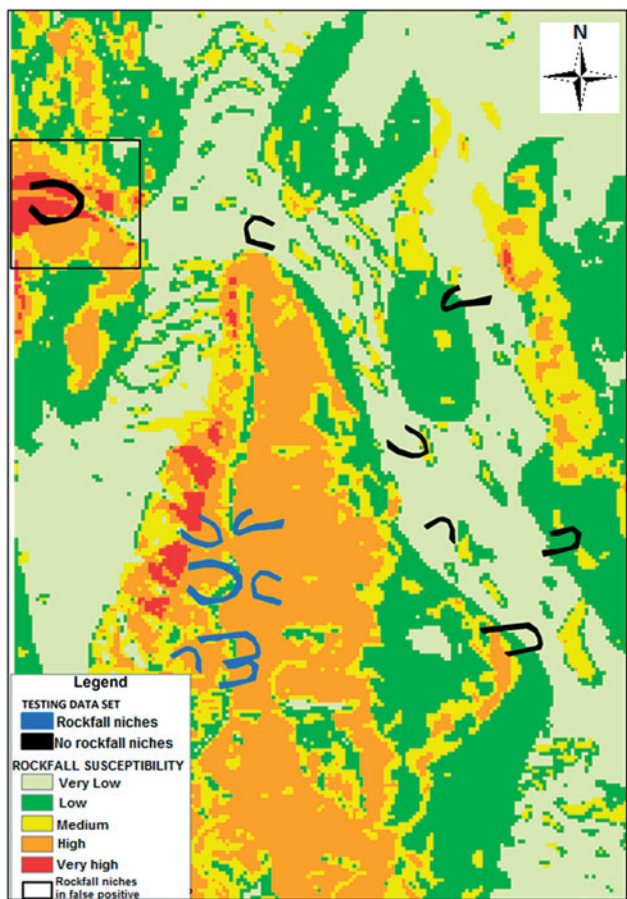 N
Legend
TESTING DATA SET
Rockfall niches
No rockfall niches
ROCKFALL SUSCEPTIBILITY
Very Low
Low
Medium
High
Very high
Rockfall niches
in false positive